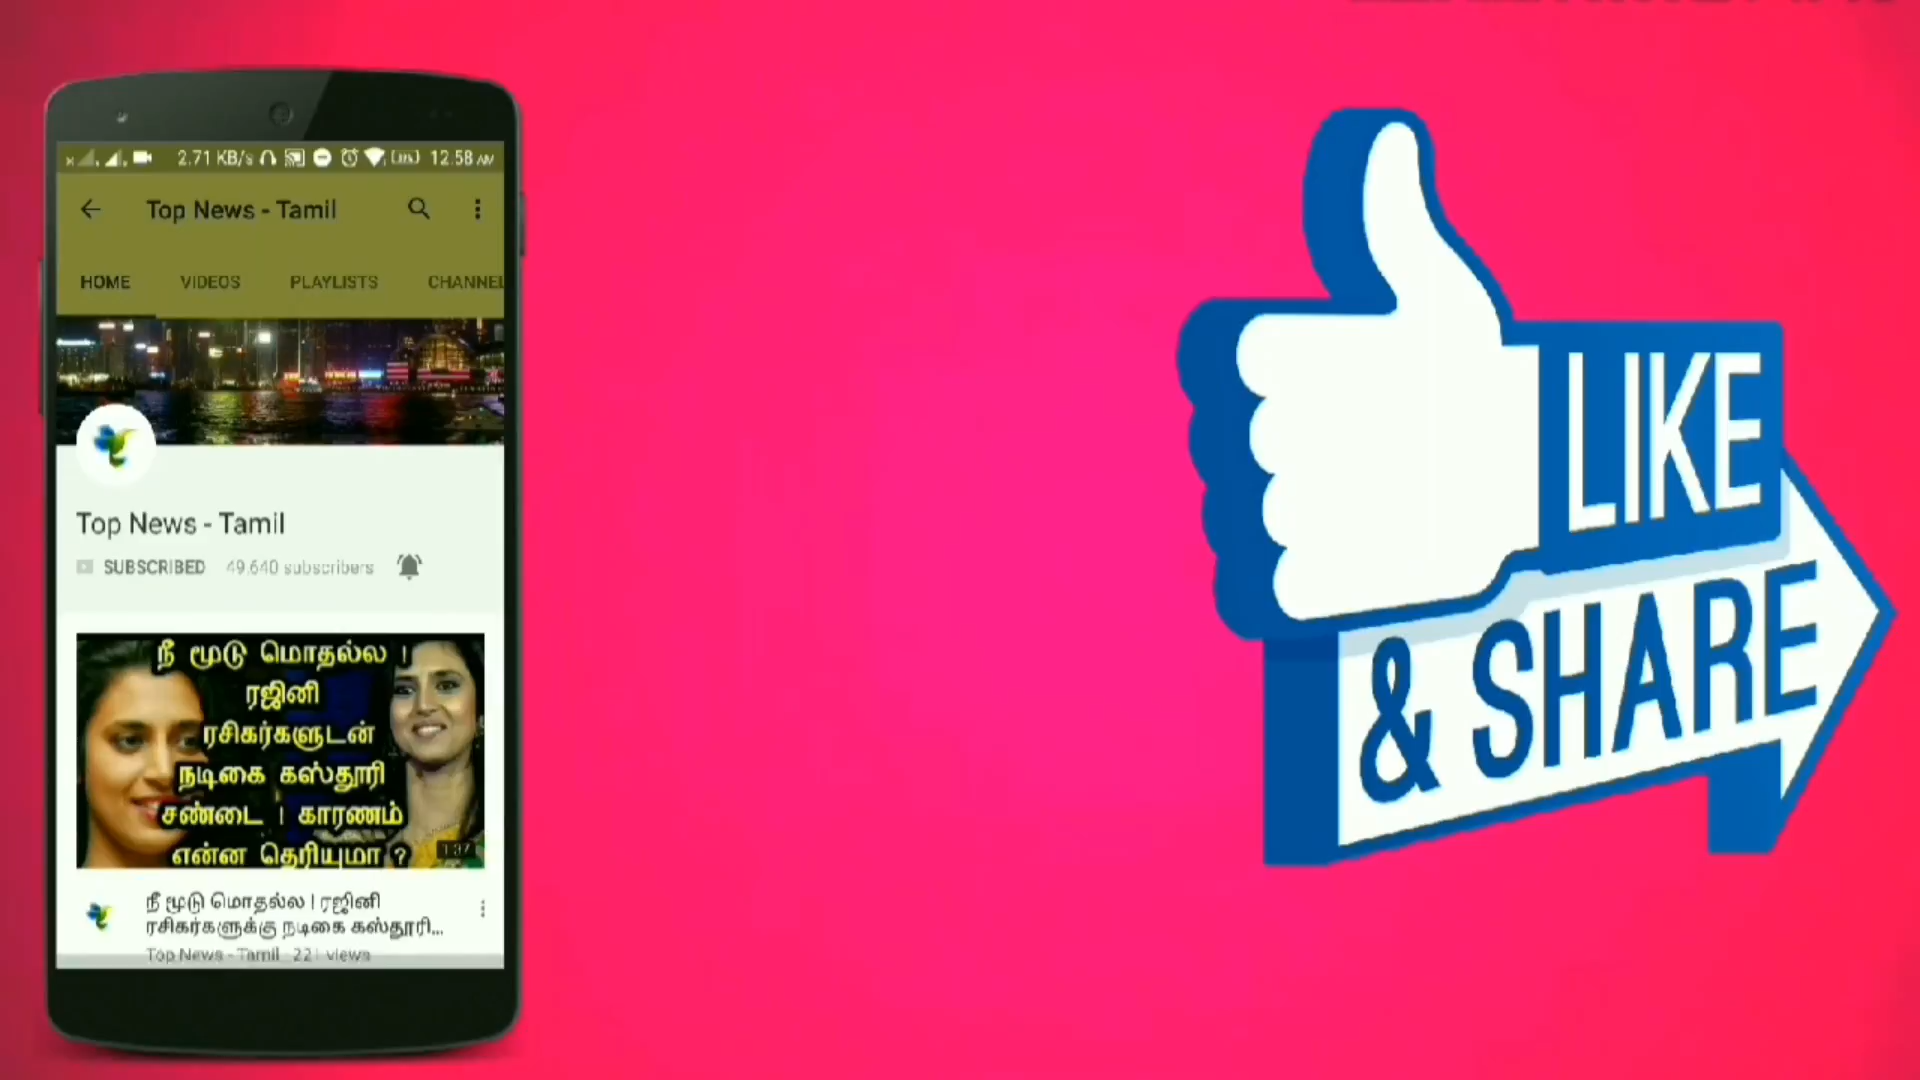 2.71 KB/s 12.58 AM
Top News - Tamil
HOME VIDEOS PLAYLISTS CHANNEL
Top News - Tamil
SUBSCRIBED 49,640 subscribers
நீ மூடு மொதல்ல !
ரஜினி
ரசிகர்களுடன்
நடிகை கஸ்தூரி
சண்டை ! காரணம்
என்ன தெரியுமா ?
1:37
நீ மூடு மொதல்ல ! ரஜினி
ரசிகர்களுக்கு நடிகை கஸ்தூரி...
Top News - Tamil views
LIKE
& SHARE